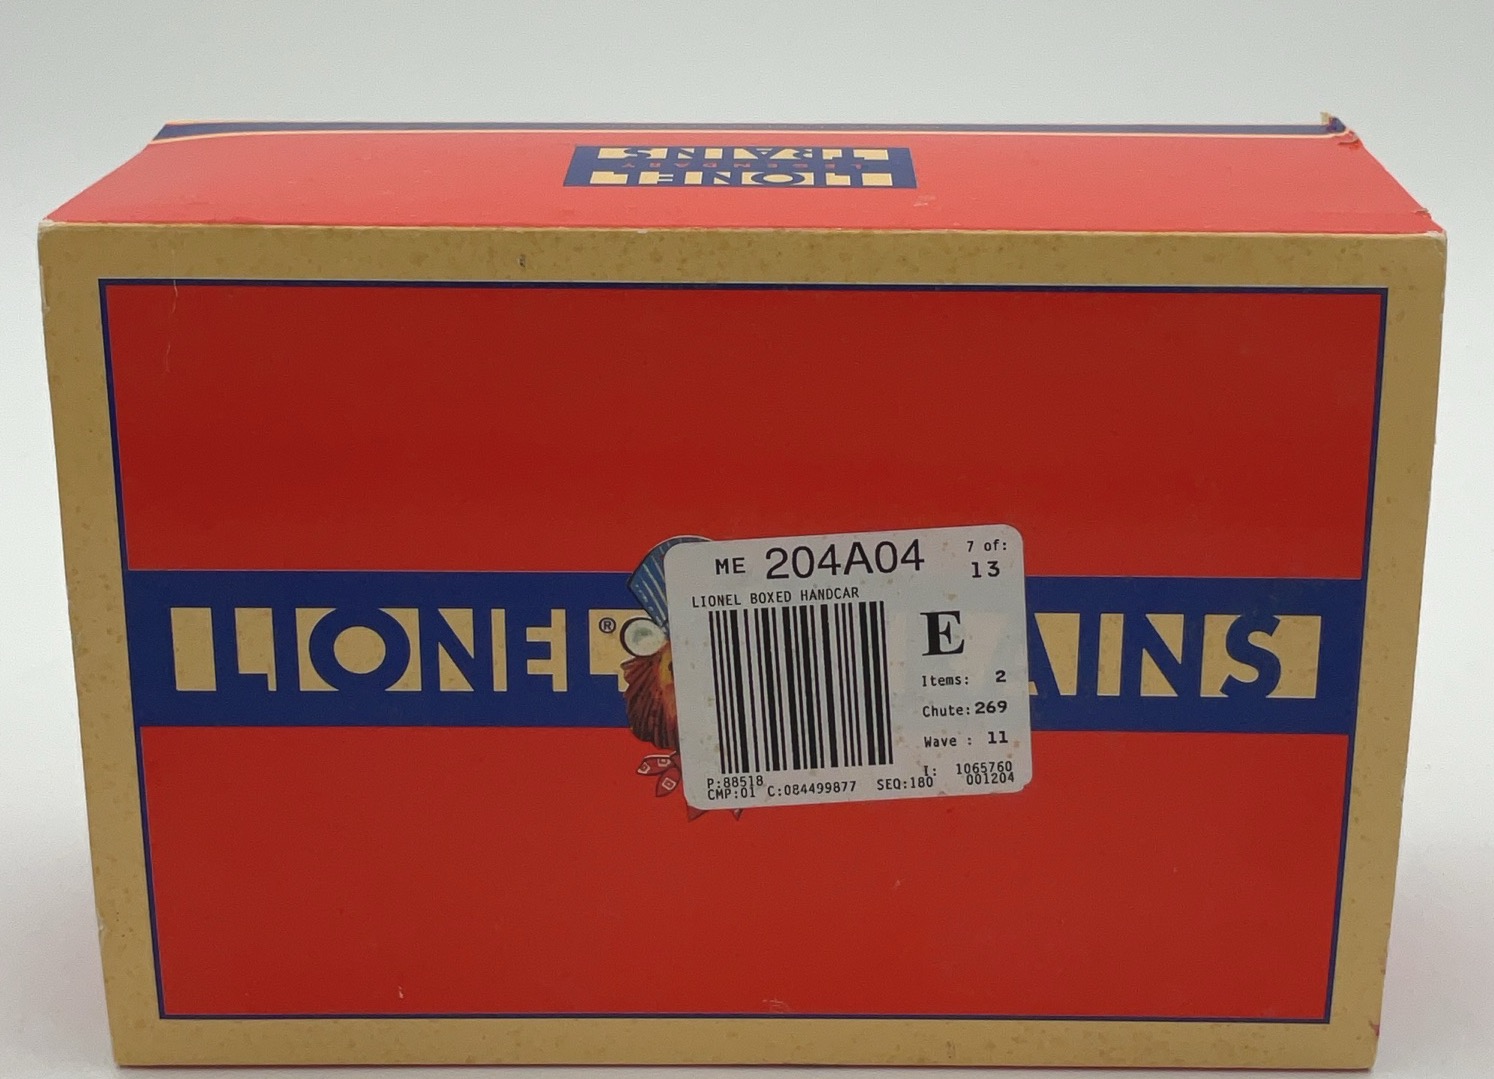 LIONEL
LEGENDARY
TRAINS
LIONEL® TRAINS
ME 204A04
7 of:
13
LIONEL BOXED HANDCAR
E
Items: 2
Chute: 269
Wave : 11
I: 1065760
P:88518
001204
CMP:01 C:084499877 SEQ:180